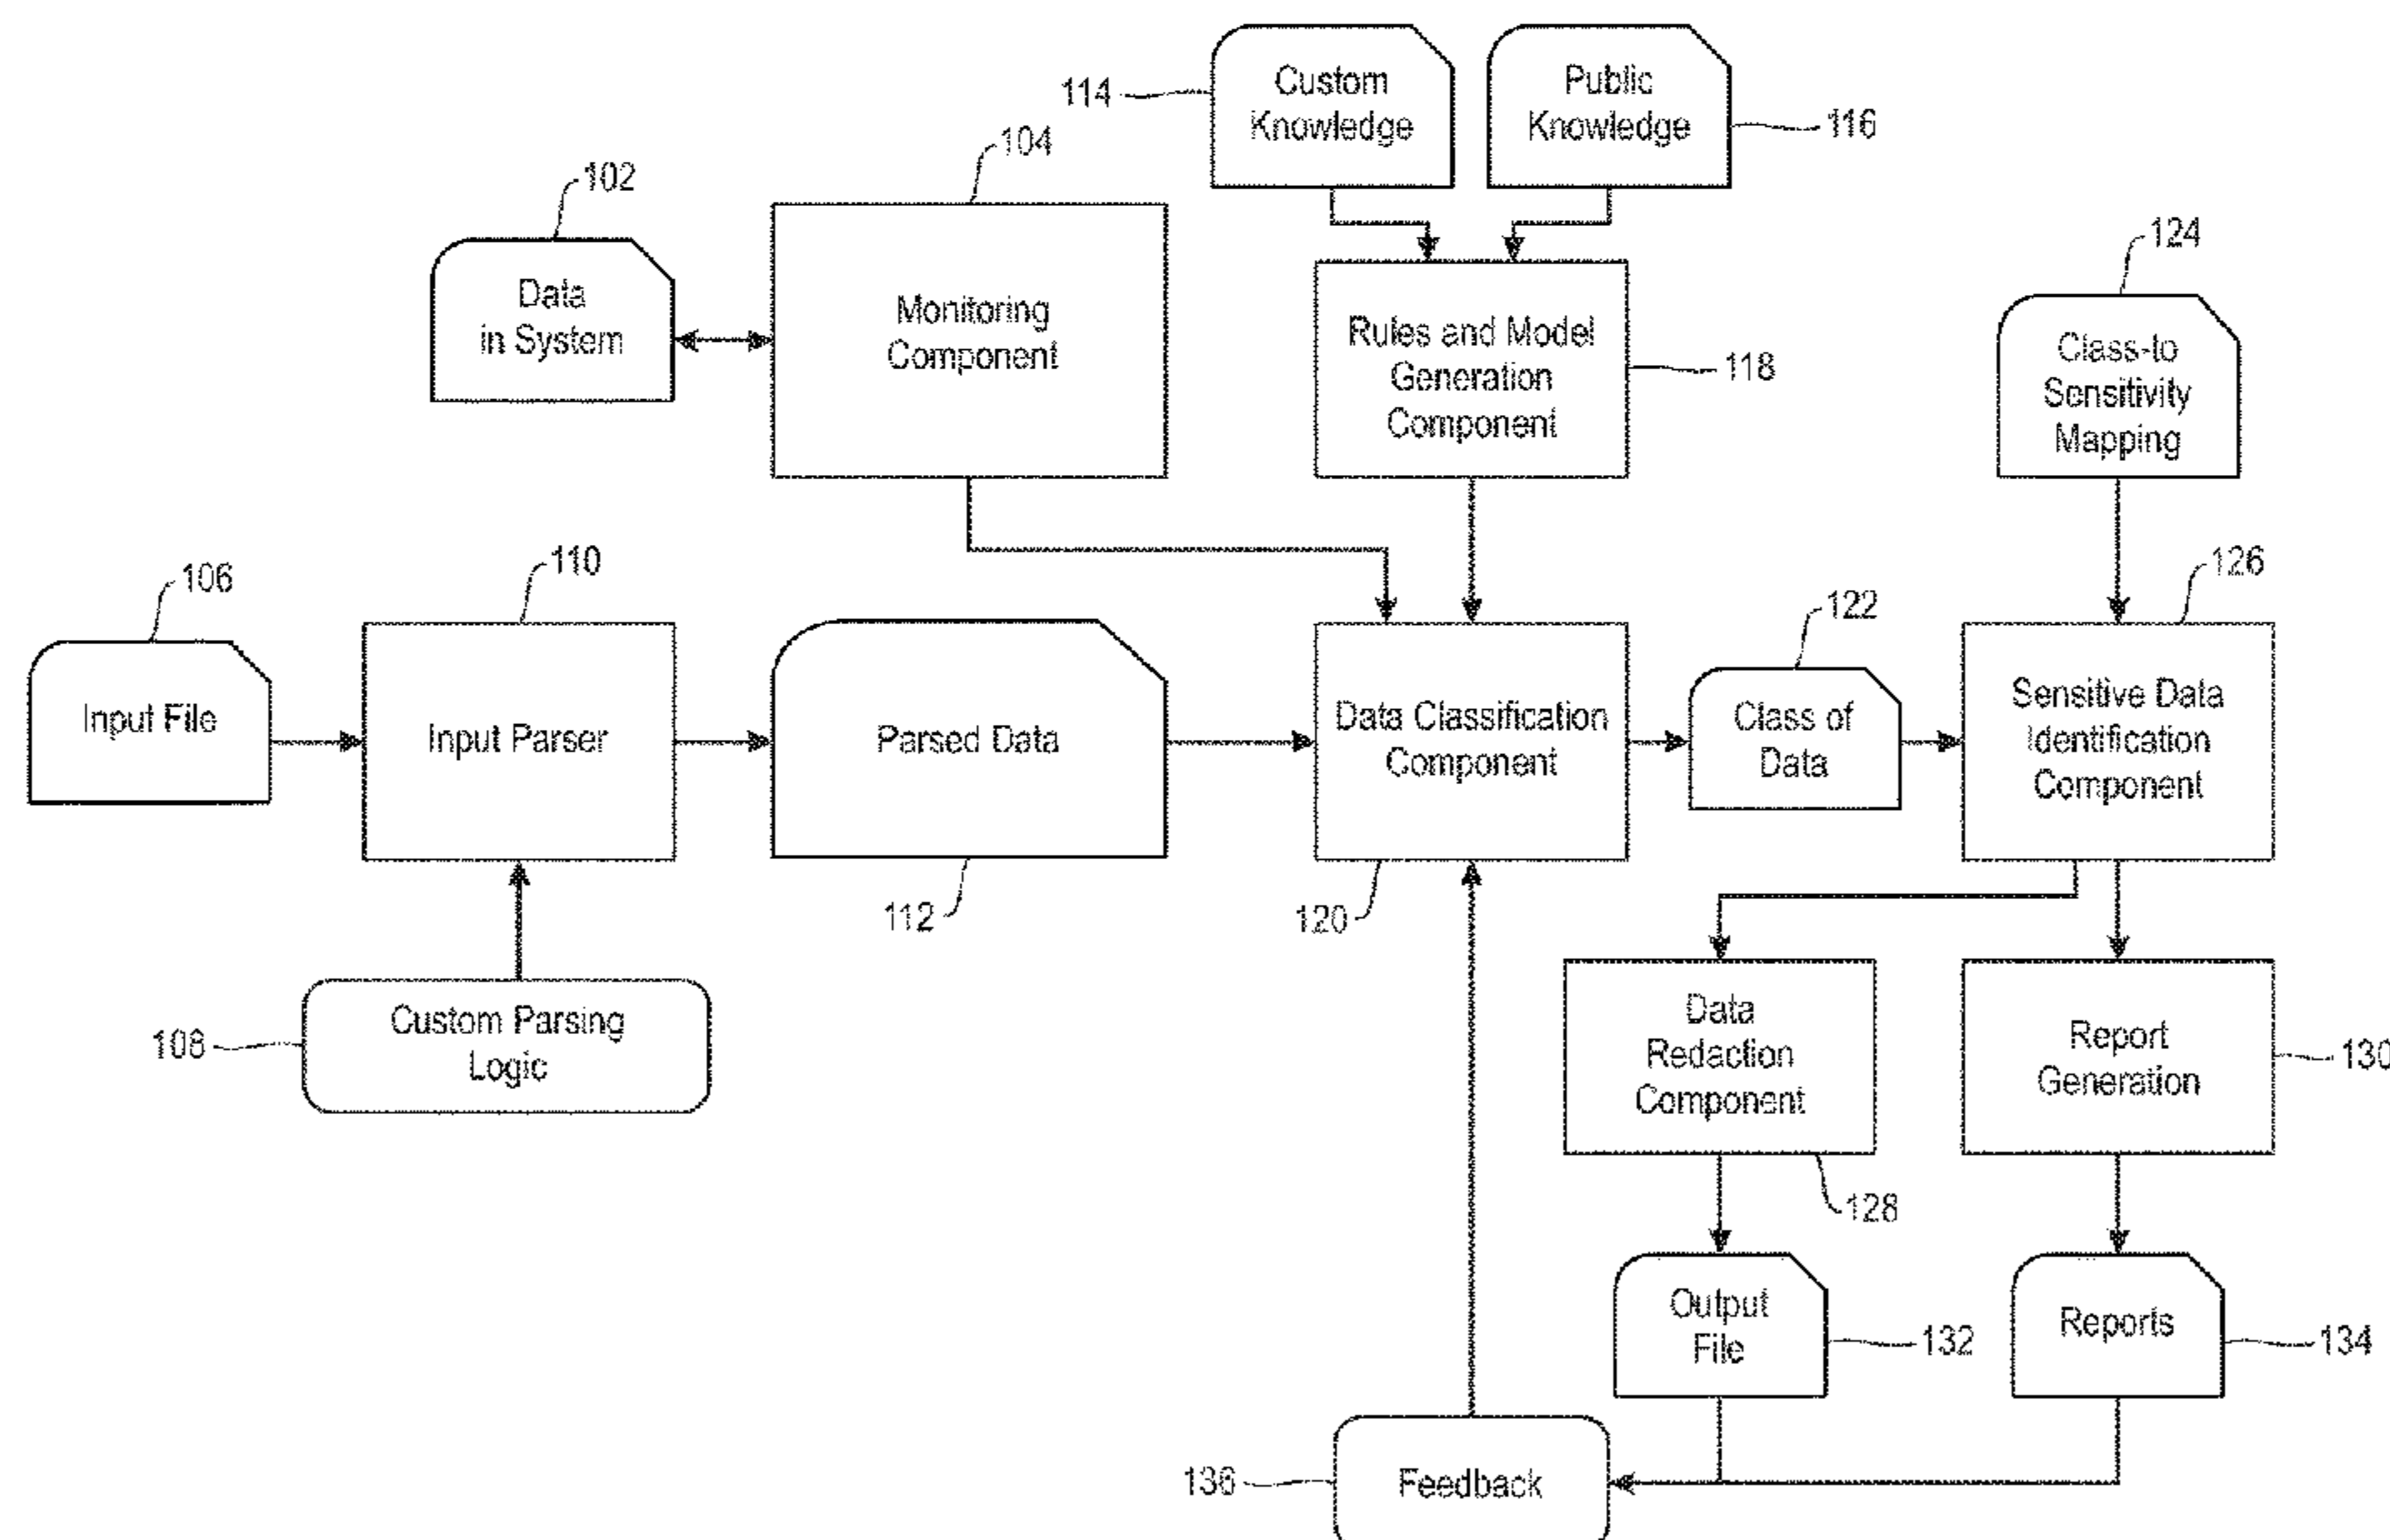 Custom
Knowledge
114
Public
Knowledge
116
104
102
Data
in System
Monitoring
Component
Rules and Model
Generation
Component
118
124
Class-to
Sensitivity
Mapping
106
Input File
110
Input Parser
Parsed Data
112
Data Classification
Component
120
122
Class of
Data
126
Sensitive Data
Identification
Component
Custom Parsing
Logic
108
Data
Redaction
Component
128
Report
Generation
130
Output
File
132
Reports
134
136
Feedback